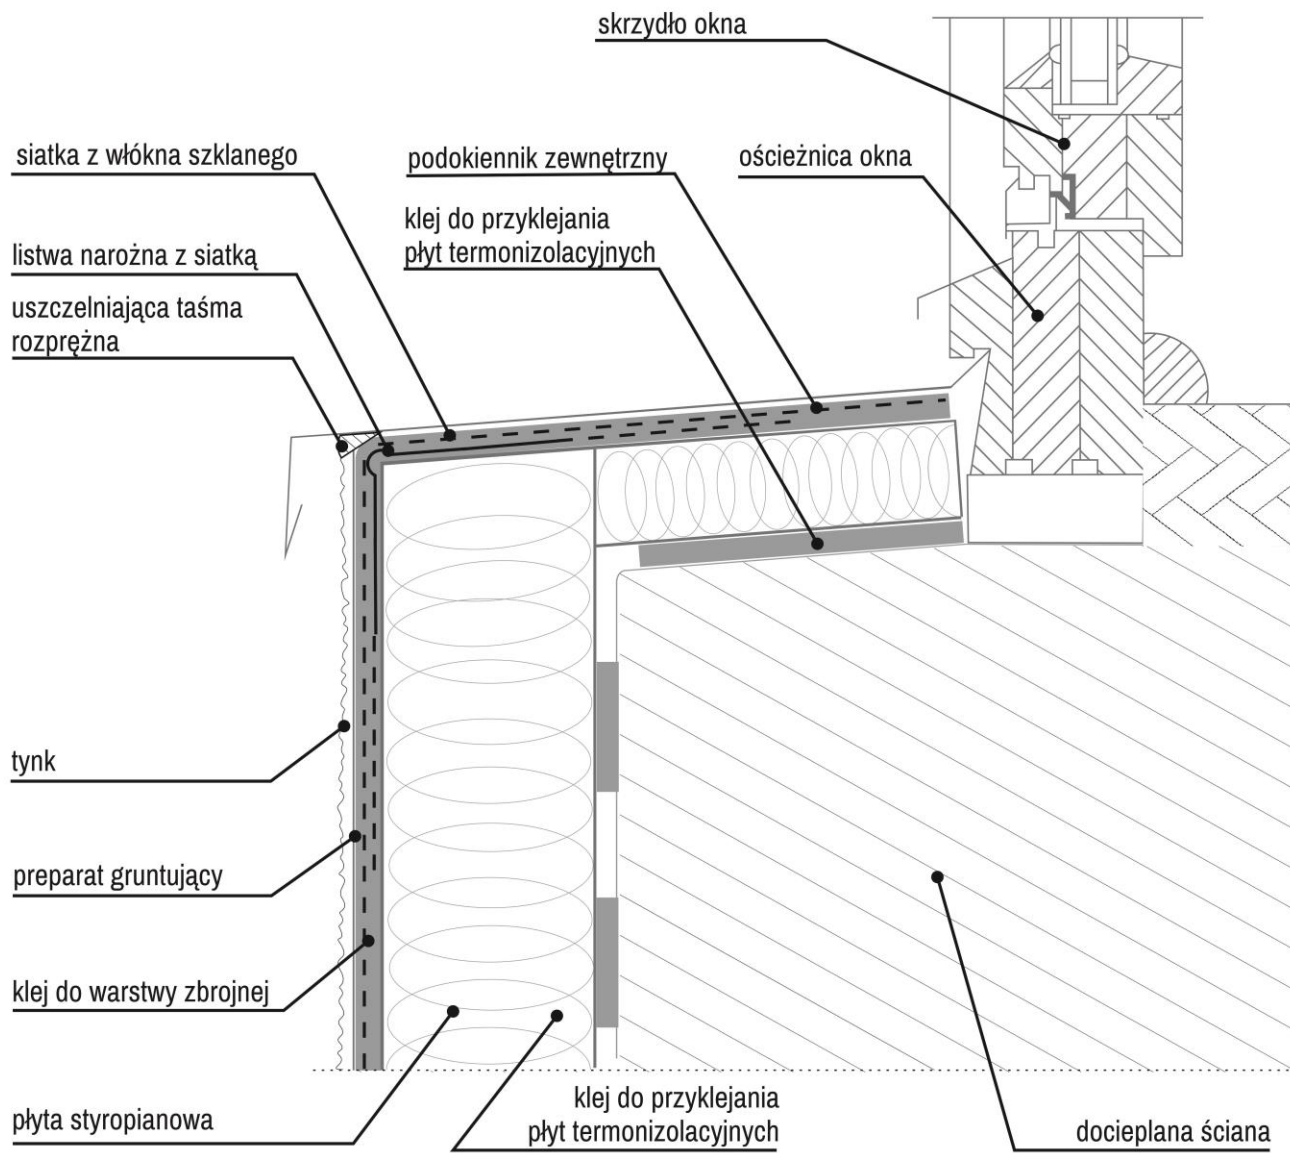 skrzydło okna
siatka z włókna szklanego
podokiennik zewnętrzny
ościeżnica okna
klej do przyklejania
płyt termonizolacyjnych
listwa narożna z siatką
uszczelniająca taśma
rozprężna
tynk
preparat gruntujący
klej do warstwy zbrojnej
płyta styropianowa
klej do przyklejania
płyt termonizolacyjnych
docieplana ściana